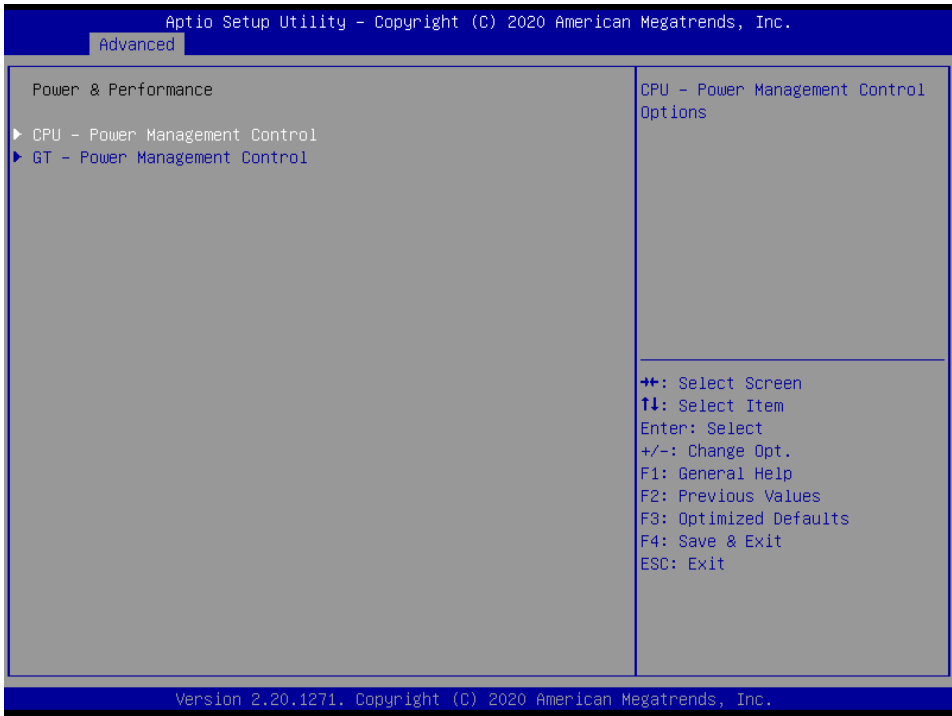 Aptio Setup Utility – Copyright (C) 2020 American Megatrends, Inc.
Advanced
Power & Performance
▶ CPU – Power Management Control
▶ GT – Power Management Control
CPU – Power Management Control
Options
→←: Select Screen
↑↓: Select Item
Enter: Select
+/–: Change Opt.
F1: General Help
F2: Previous Values
F3: Optimized Defaults
F4: Save & Exit
ESC: Exit
Version 2.20.1271. Copyright (C) 2020 American Megatrends, Inc.